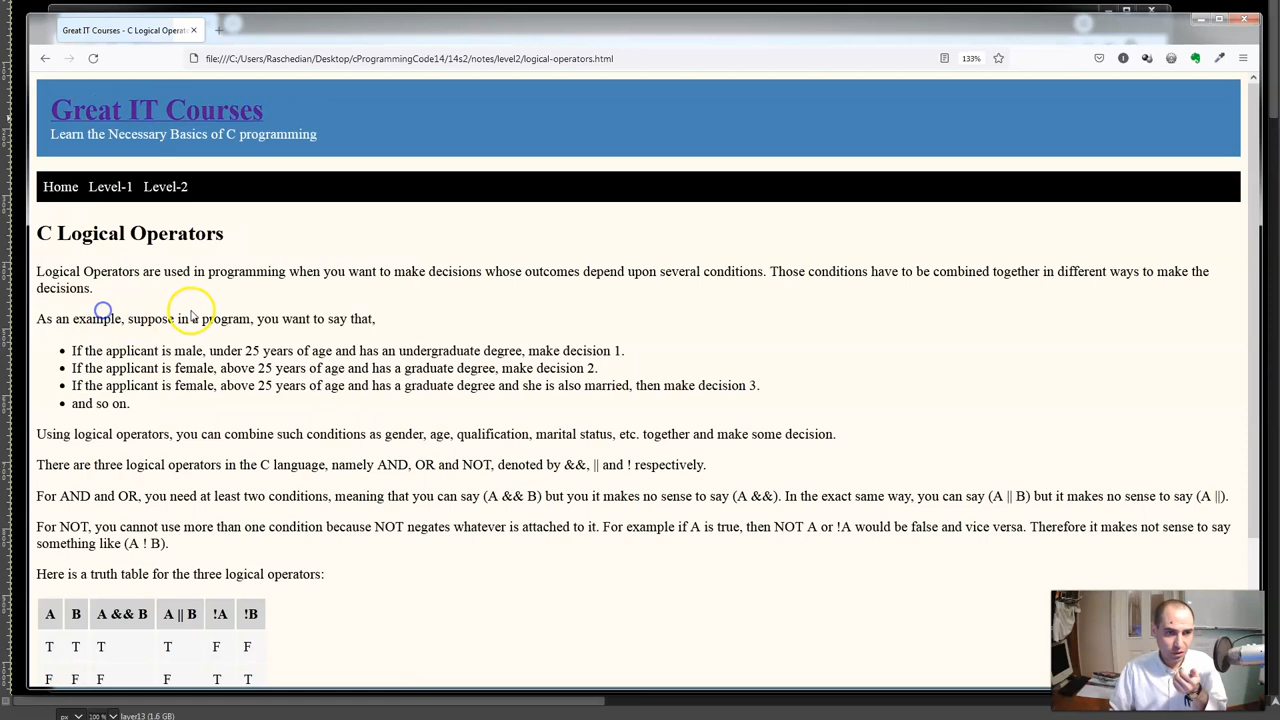 Great IT Courses - C Logical Operato
file:///C:/Users/Raschedian/Desktop/cProgrammingCode14/14s2/notes/level2/logical-operators.html
133%
Great IT Courses
Learn the Necessary Basics of C programming
Home Level-1 Level-2
C Logical Operators
Logical Operators are used in programming when you want to make decisions whose outcomes depend upon several conditions. Those conditions have to be combined together in different ways to make the
decisions.
As an example, suppose in a program, you want to say that,
If the applicant is male, under 25 years of age and has an undergraduate degree, make decision 1.
If the applicant is female, above 25 years of age and has a graduate degree, make decision 2.
If the applicant is female, above 25 years of age and has a graduate degree and she is also married, then make decision 3.
and so on.
Using logical operators, you can combine such conditions as gender, age, qualification, marital status, etc. together and make some decision.
There are three logical operators in the C language, namely AND, OR and NOT, denoted by &&, || and ! respectively.
For AND and OR, you need at least two conditions, meaning that you can say (A && B) but you it makes no sense to say (A &&). In the exact same way, you can say (A || B) but it makes no sense to say (A ||).
For NOT, you cannot use more than one condition because NOT negates whatever is attached to it. For example if A is true, then NOT A or !A would be false and vice versa. Therefore it makes not sense to say
something like (A ! B).
Here is a truth table for the three logical operators:
A B A && B A || B !A !B
T T T T F F
F F F F T T
px 100 % layer13 (1.6 GB)